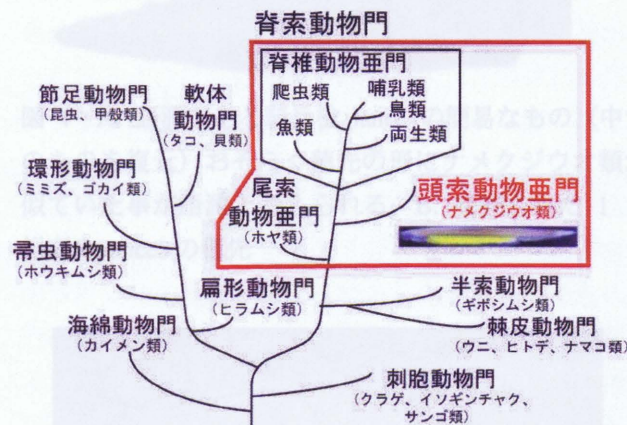 脊索動物門
脊椎動物亜門
爬虫類
哺乳類
鳥類
魚類
両生類
節足動物門
(昆虫、甲殻類)
軟体
動物門
(タコ、貝類)
環形動物門
(ミミズ、ゴカイ類)
尾索
動物亜門
(ホヤ類)
頭索動物亜門
(ナメクジウオ類)
帚虫動物門
(ホウキムシ類)
扁形動物門
(ヒラムシ類)
半索動物門
(ギボシムシ類)
海綿動物門
(カイメン類)
棘皮動物門
(ウニ、ヒトデ、ナマコ類)
刺胞動物門
(クラゲ、イソギンチャク、
サンゴ類)